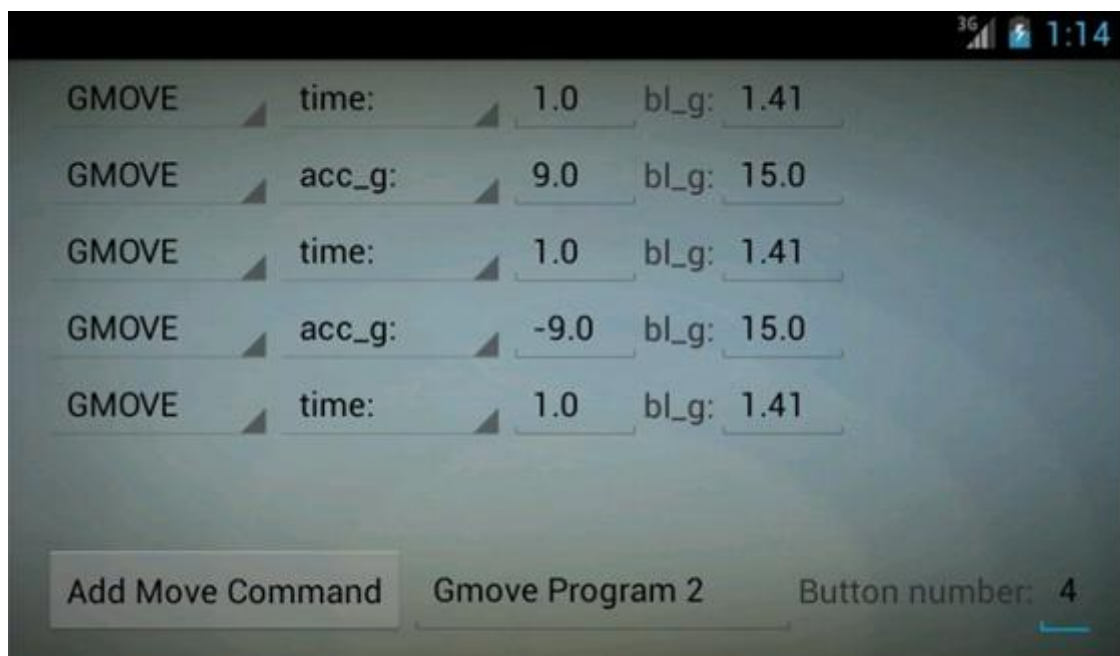 3G 1:14
GMOVE time: 1.0 bl_g: 1.41
GMOVE acc_g: 9.0 bl_g: 15.0
GMOVE time: 1.0 bl_g: 1.41
GMOVE acc_g: -9.0 bl_g: 15.0
GMOVE time: 1.0 bl_g: 1.41
Add Move Command Gmove Program 2 Button number: 4